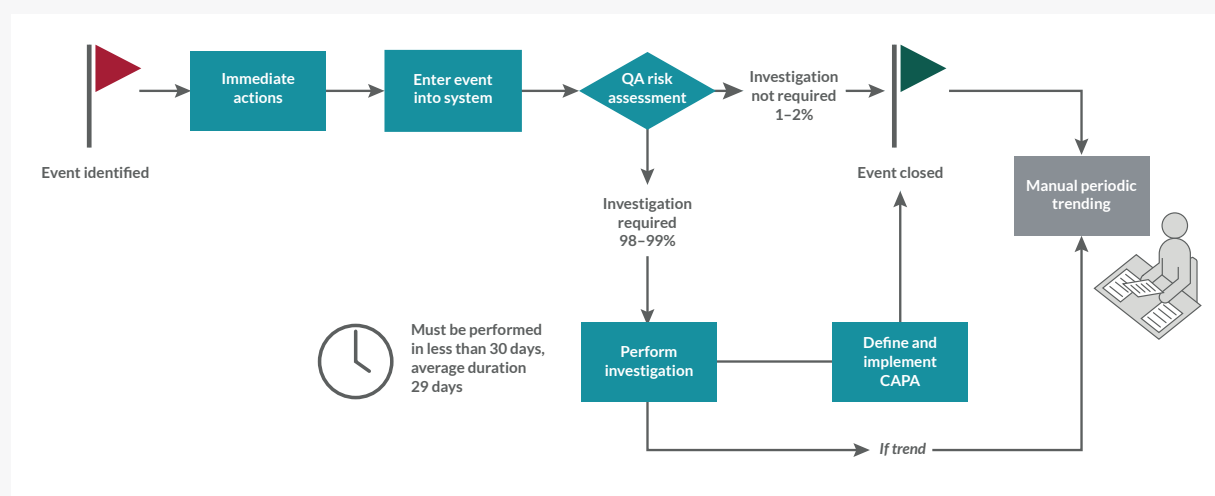 Event identified
Immediate
actions
Enter event
into system
QA risk
assessment
Investigation
not required
1–2%
Event closed
Manual periodic
trending
Investigation
required
98–99%
Must be performed
in less than 30 days,
average duration
29 days
Perform
investigation
Define and
implement
CAPA
If trend